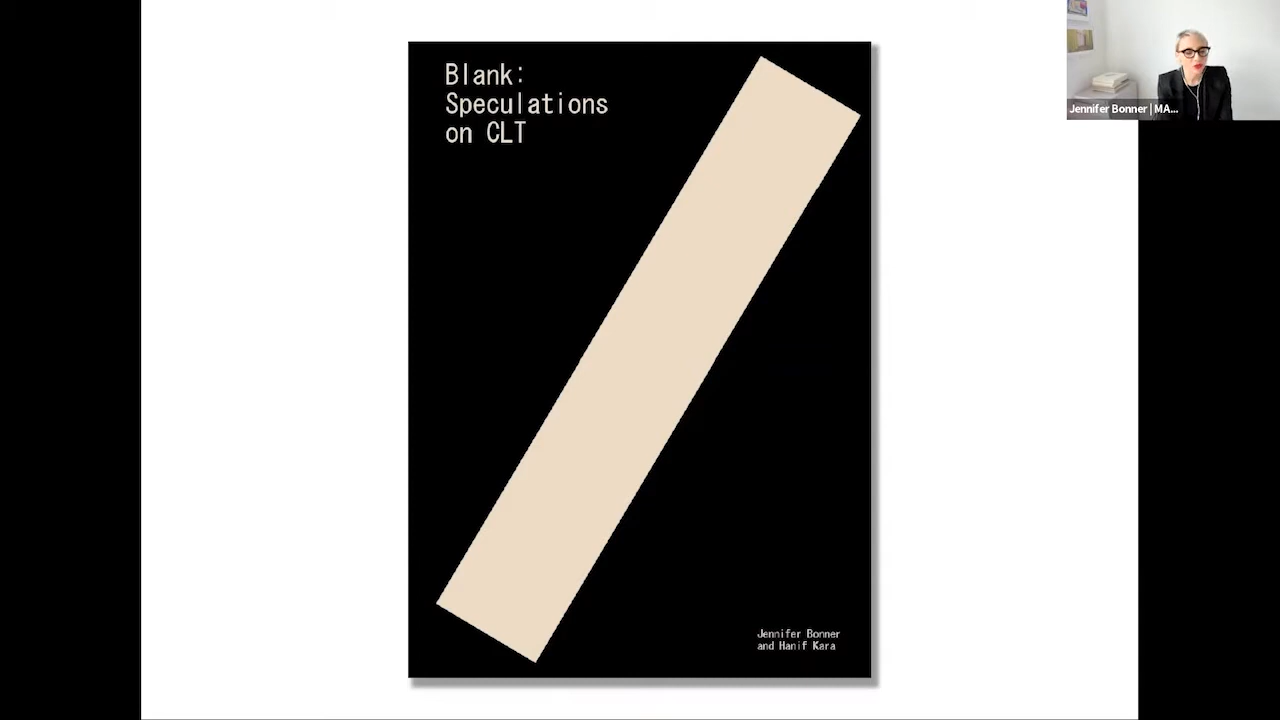 Blank:
Speculations
on CLT
Jennifer Bonner | MA...
Jennifer Bonner
and Hanif Kara